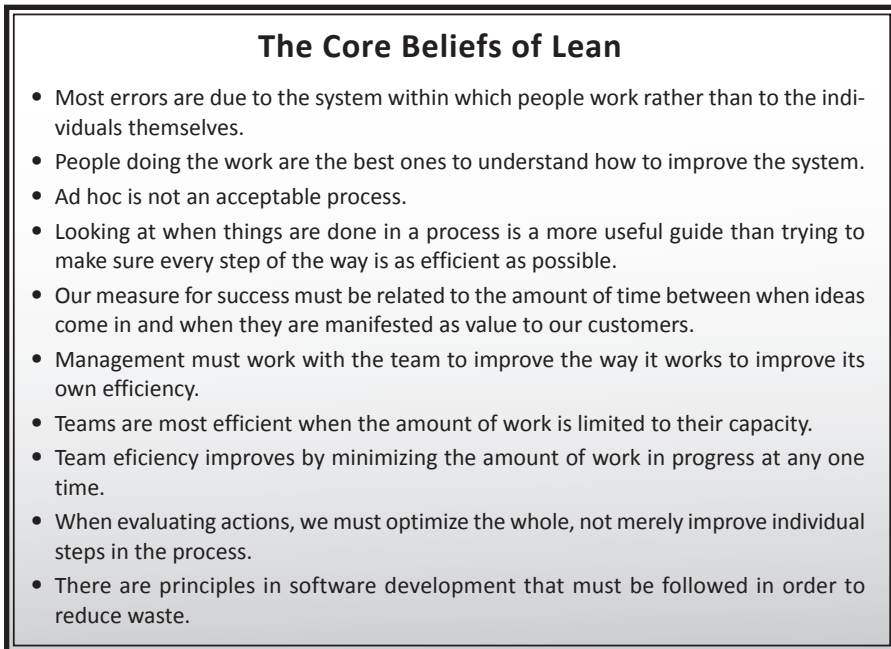 The Core Beliefs of Lean
• Most errors are due to the system within which people work rather than to the indi-
viduals themselves.
• People doing the work are the best ones to understand how to improve the system.
• Ad hoc is not an acceptable process.
• Looking at when things are done in a process is a more useful guide than trying to
make sure every step of the way is as efficient as possible.
• Our measure for success must be related to the amount of time between when ideas
come in and when they are manifested as value to our customers.
• Management must work with the team to improve the way it works to improve its
own efficiency.
• Teams are most efficient when the amount of work is limited to their capacity.
• Team eficiency improves by minimizing the amount of work in progress at any one
time.
• When evaluating actions, we must optimize the whole, not merely improve individual
steps in the process.
• There are principles in software development that must be followed in order to
reduce waste.